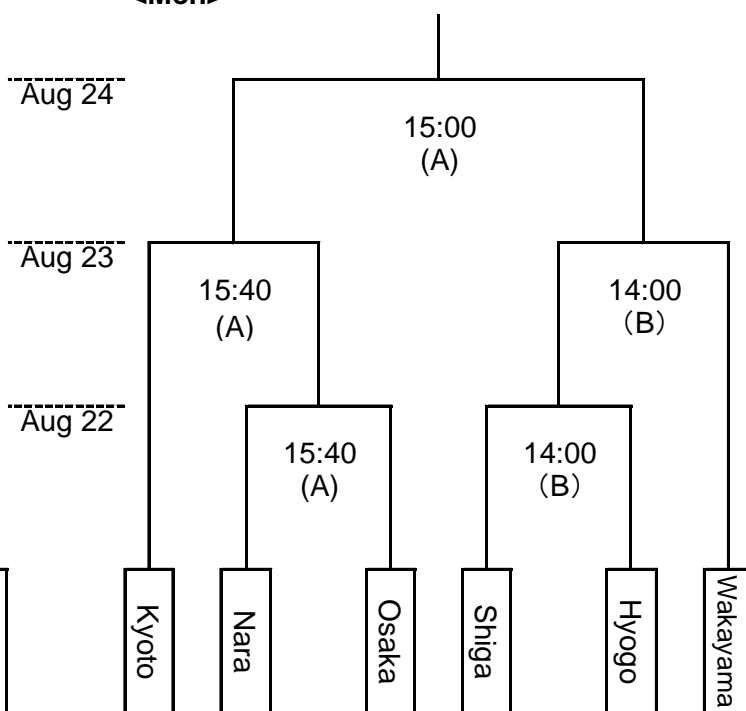 <Men>
Aug 24
15:00
(A)
Aug 23
15:40
(A)
14:00
（B）
Aug 22
15:40
(A)
14:00
（B）
Kyoto
Nara
Osaka
Shiga
Hyogo
Wakayama